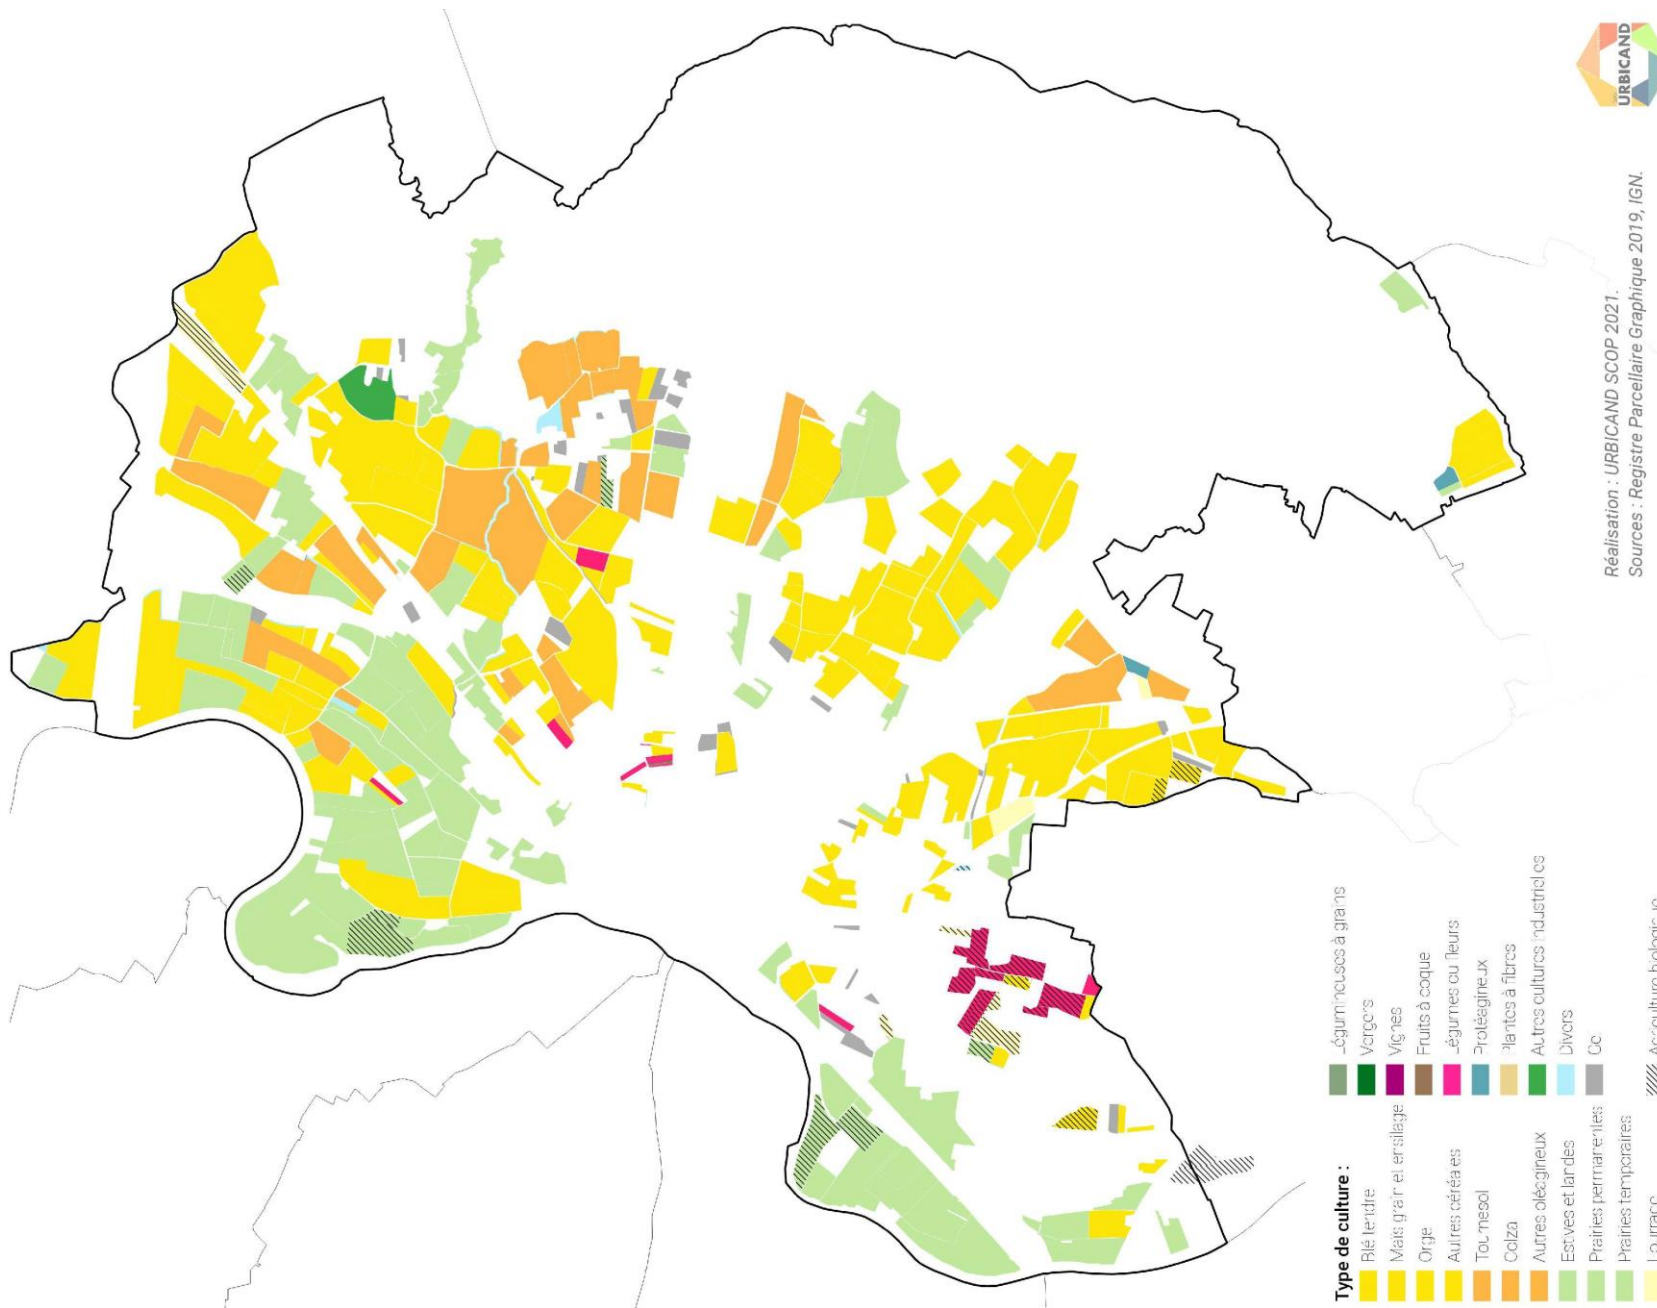 URBICAND
Réalisation : URBICAND SCOP 2021.
Sources : Registre Parcellaire Graphique 2019, IGN.
Type de culture :
Blé tendre
Maïs grain et ensilage
Orge
Autres céréales
Tournesol
Colza
Autres oléagineux
Estives et landes
Prairies permanentes
Prairies temporaires
Légumineuses à grains
Vergers
Vignes
Fruits à coque
Légumes ou fleurs
Protéagineux
Plantes à fibres
Autres cultures industrielles
Divers